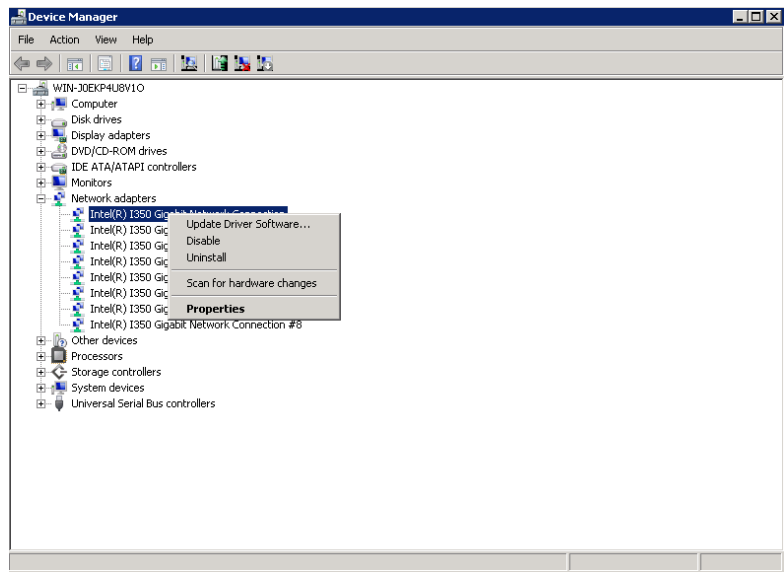 Device Manager
File Action View Help
WIN-J0EKP4U8V1O
Computer
Disk drives
Display adapters
DVD/CD-ROM drives
IDE ATA/ATAPI controllers
Monitors
Network adapters
Intel(R) I350 Gigabit Network Connection
Intel(R) I350 Gig
Intel(R) I350 Gig
Intel(R) I350 Gig
Intel(R) I350 Gig
Intel(R) I350 Gig
Intel(R) I350 Gig
Intel(R) I350 Gigabit Network Connection #8
Update Driver Software...
Disable
Uninstall
Scan for hardware changes
Properties
Other devices
Processors
Storage controllers
System devices
Universal Serial Bus controllers